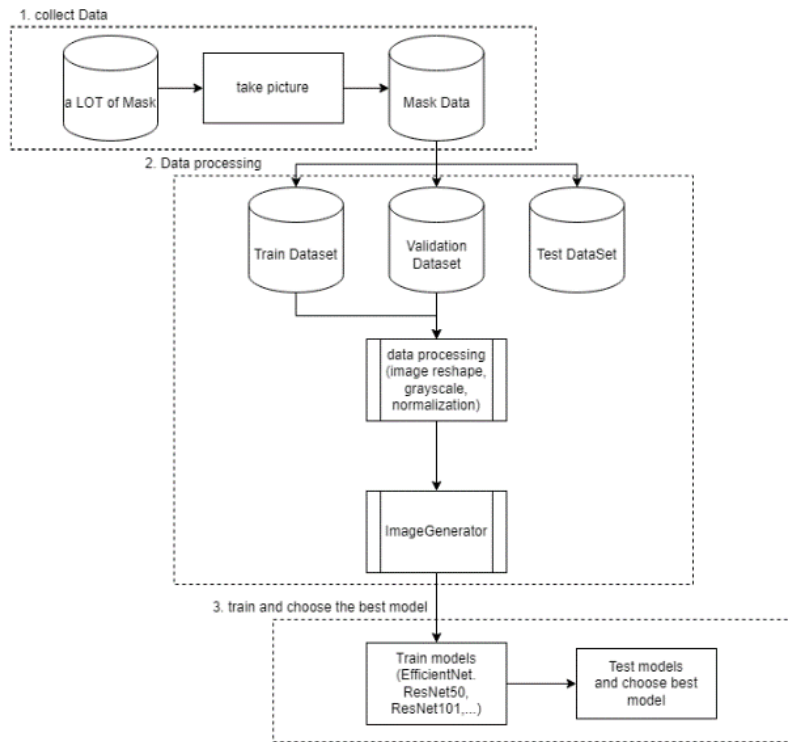 1. collect Data
a LOT of Mask
take picture
Mask Data
2. Data processing
Train Dataset
Validation
Dataset
Test DataSet
data processing
(image reshape,
grayscale,
normalization)
ImageGenerator
3. train and choose the best model
Train models
(EfficientNet.
ResNet50,
ResNet101,...)
Test models
and choose best
model